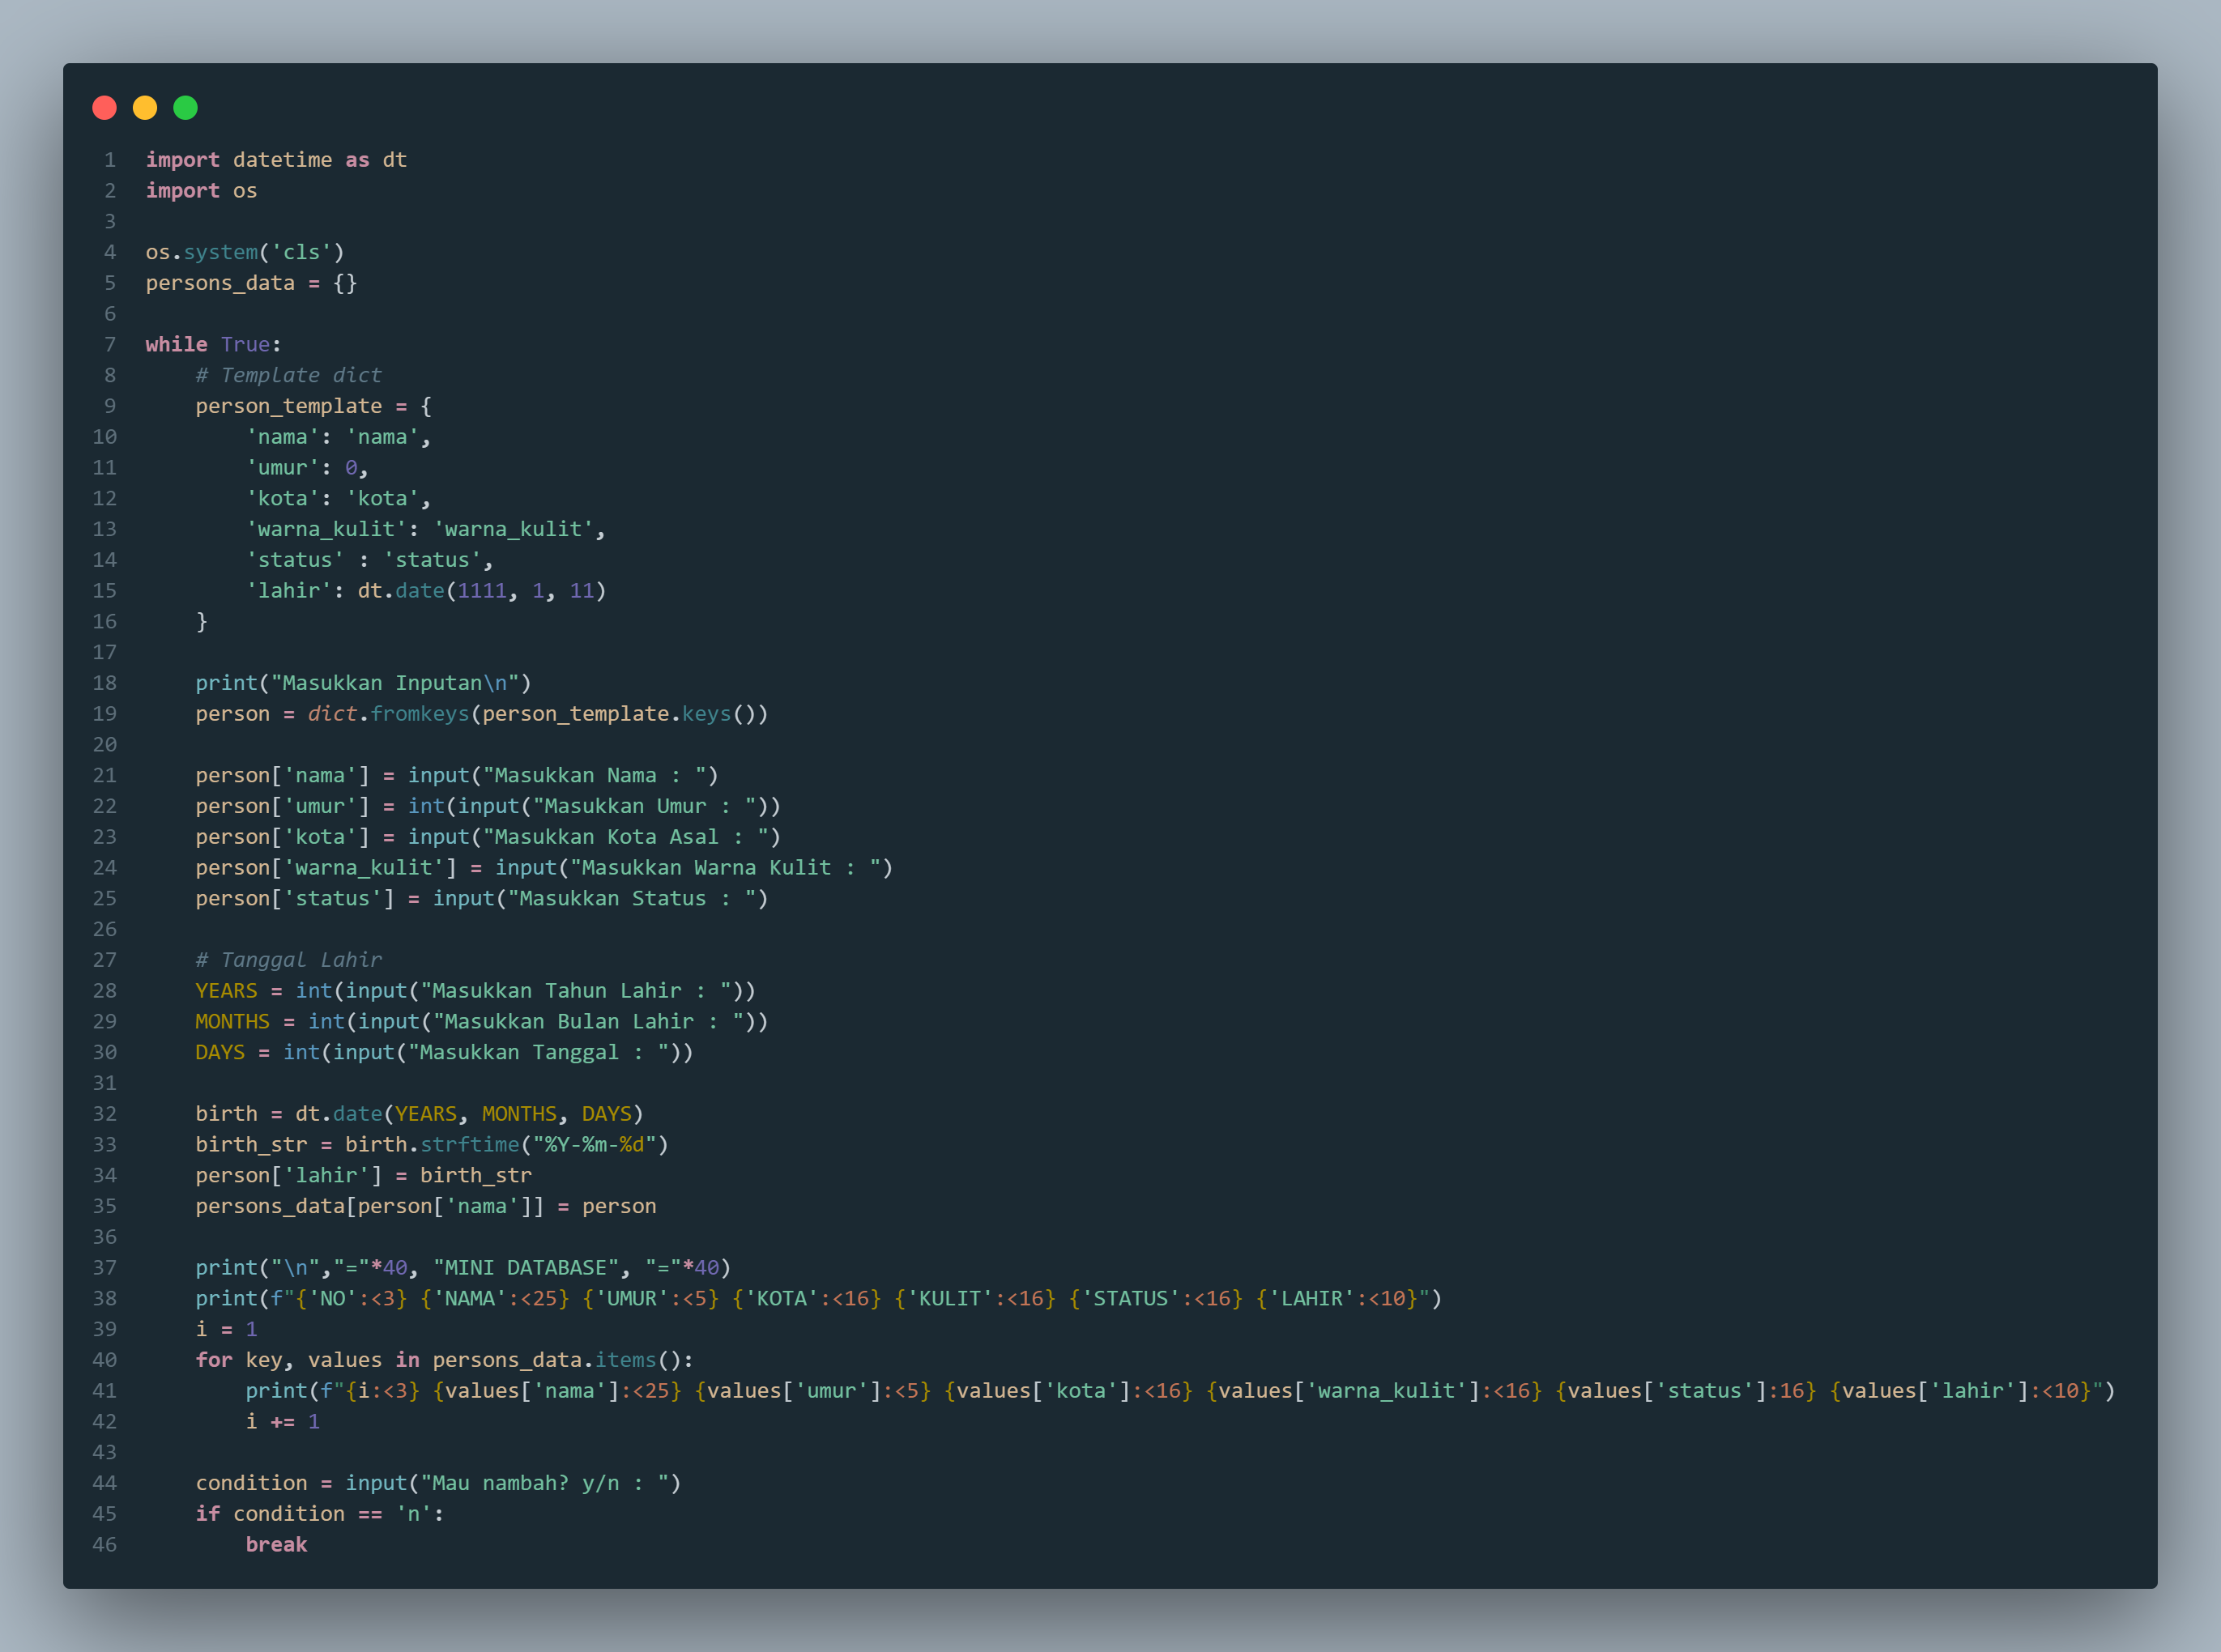 1 import datetime as dt
2 import os
3
4 os.system('cls')
5 persons_data = {}
6
7 while True:
8     # Template dict
9     person_template = {
10         'nama': 'nama',
11         'umur': 0,
12         'kota': 'kota',
13         'warna_kulit': 'warna_kulit',
14         'status' : 'status',
15         'lahir': dt.date(1111, 1, 11)
16     }
17
18     print("Masukkan Inputan\n")
19     person = dict.fromkeys(person_template.keys())
20
21     person['nama'] = input("Masukkan Nama : ")
22     person['umur'] = int(input("Masukkan Umur : "))
23     person['kota'] = input("Masukkan Kota Asal : ")
24     person['warna_kulit'] = input("Masukkan Warna Kulit : ")
25     person['status'] = input("Masukkan Status : ")
26
27     # Tanggal Lahir
28     YEARS = int(input("Masukkan Tahun Lahir : "))
29     MONTHS = int(input("Masukkan Bulan Lahir : "))
30     DAYS = int(input("Masukkan Tanggal : "))
31
32     birth = dt.date(YEARS, MONTHS, DAYS)
33     birth_str = birth.strftime("%Y-%m-%d")
34     person['lahir'] = birth_str
35     persons_data[person['nama']] = person
36
37     print("\n","="*40, "MINI DATABASE", "="*40)
38     print(f"{'NO':<3} {'NAMA':<25} {'UMUR':<5} {'KOTA':<16} {'KULIT':<16} {'STATUS':<16} {'LAHIR':<10}")
39     i = 1
40     for key, values in persons_data.items():
41         print(f"{i:<3} {values['nama']:<25} {values['umur']:<5} {values['kota']:<16} {values['warna_kulit']:<16} {values['status']:16} {values['lahir']:<10}")
42         i += 1
43
44     condition = input("Mau nambah? y/n : ")
45     if condition == 'n':
46         break